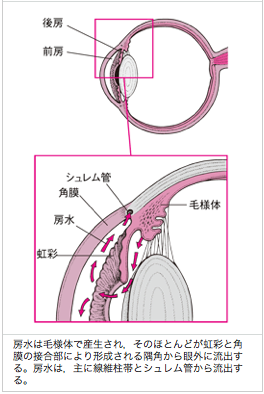 後房
前房
シュレム管
角膜
房水
虹彩
毛様体
房水は毛様体で産生され，そのほとんどが虹彩と角
膜の接合部により形成される隅角から眼外に流出す
る。房水は，主に線維柱帯とシュレム管から流出す
る。